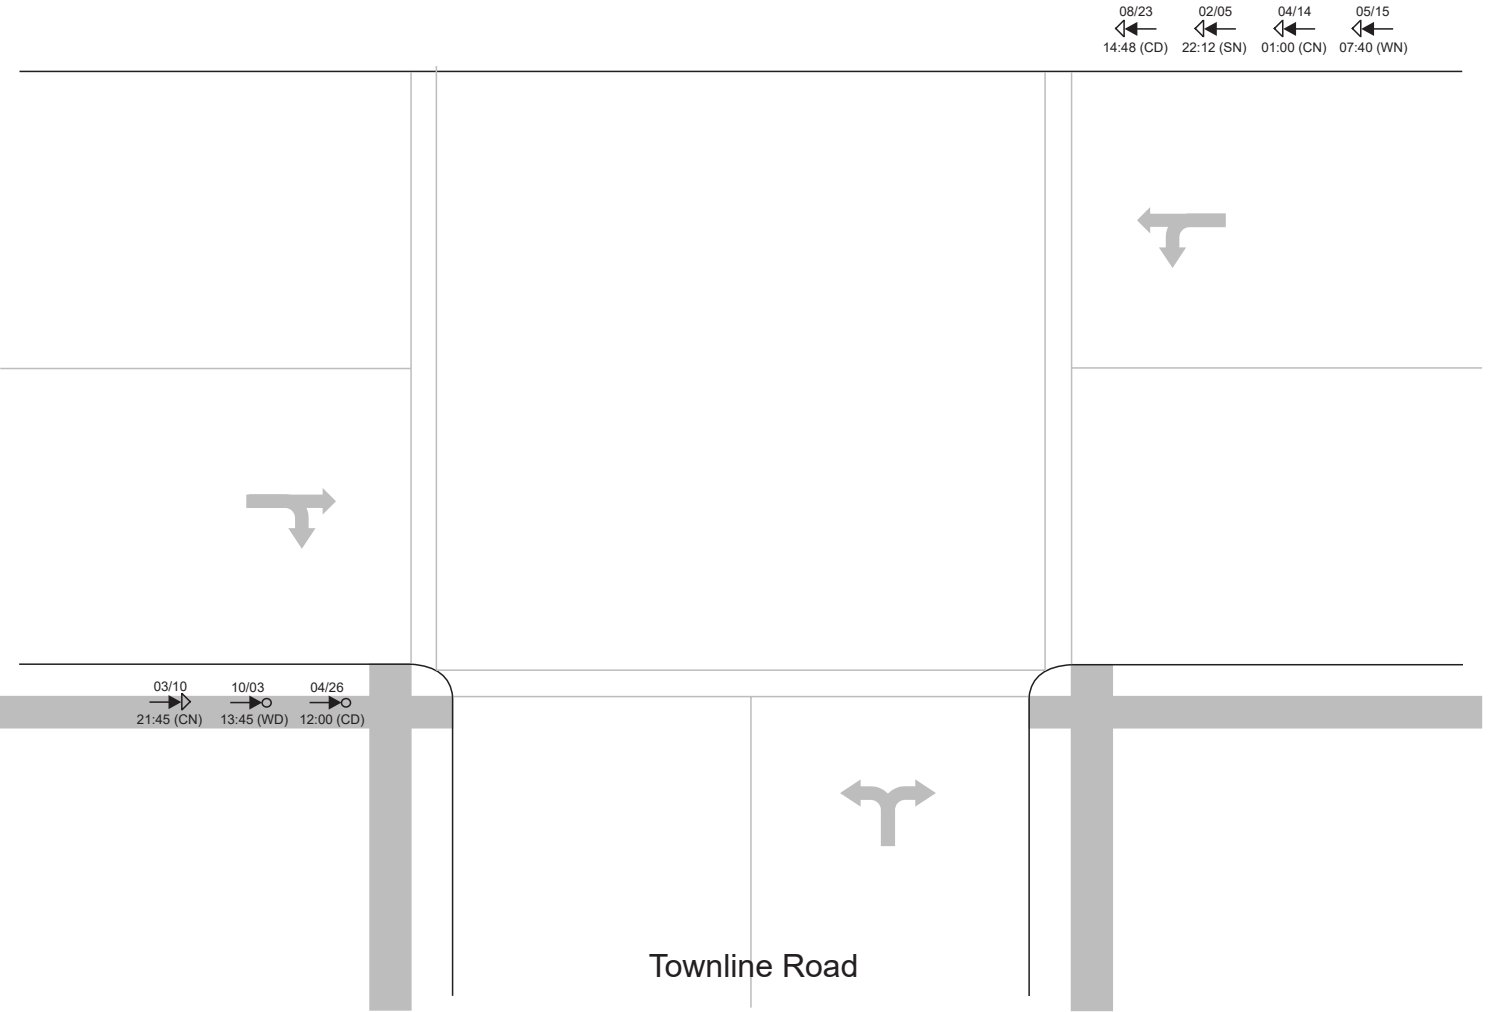 08/23 02/05 04/14 05/15
14:48 (CD) 22:12 (SN) 01:00 (CN) 07:40 (WN)
03/10 10/03 04/26
21:45 (CN) 13:45 (WD) 12:00 (CD)
Townline Road